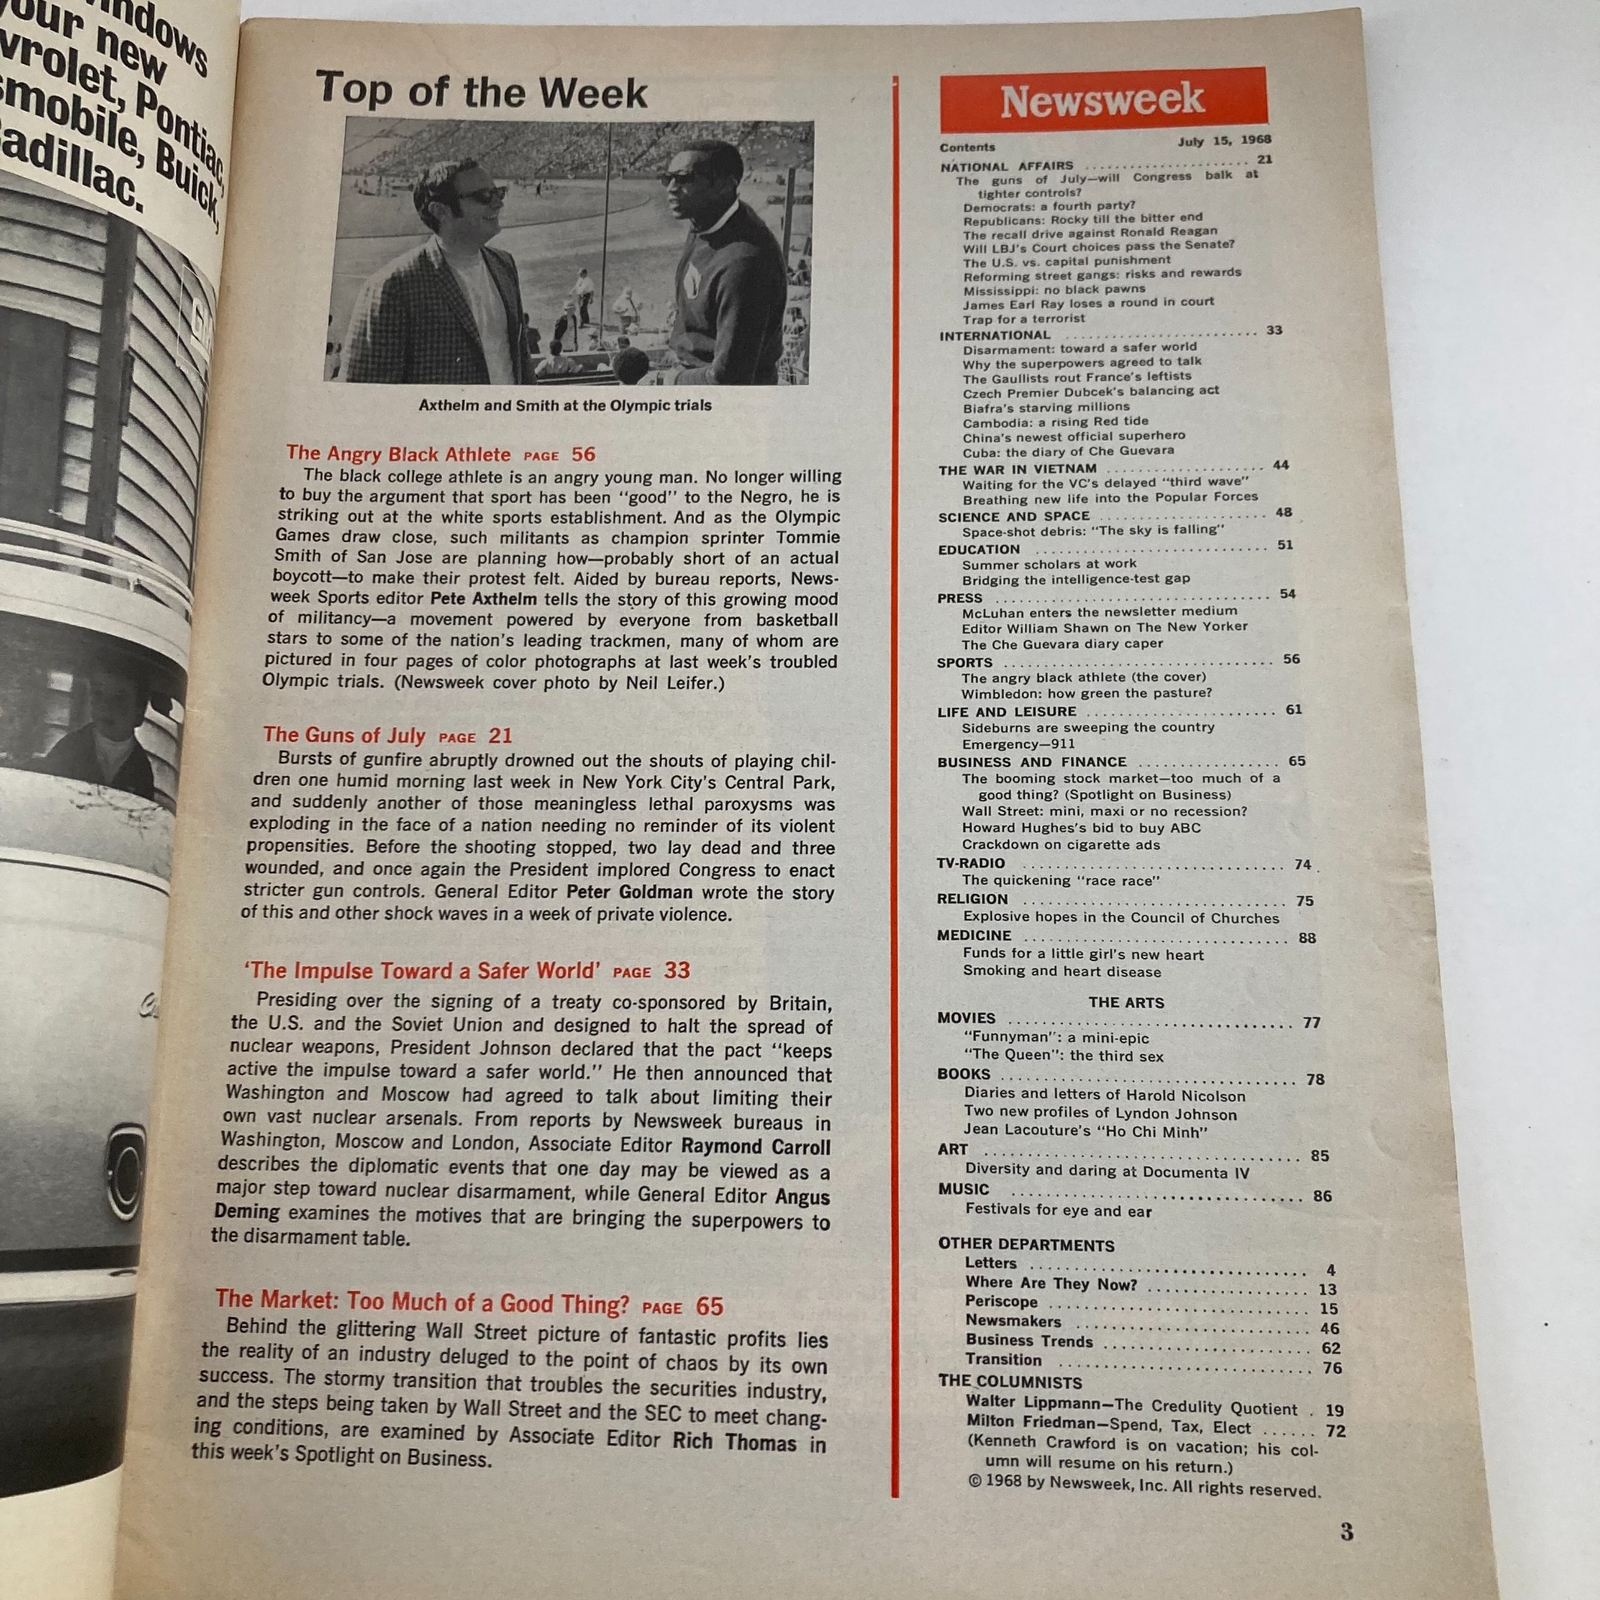 indows
your new
vrolet, Pontiac,
smobile, Buick,
Cadillac.
Top of the Week
Axthelm and Smith at the Olympic trials
The Angry Black Athlete PAGE 56
The black college athlete is an angry young man. No longer willing
to buy the argument that sport has been "good" to the Negro, he is
striking out at the white sports establishment. And as the Olympic
Games draw close, such militants as champion sprinter Tommie
Smith of San Jose are planning how—probably short of an actual
boycott—to make their protest felt. Aided by bureau reports, News-
week Sports editor Pete Axthelm tells the story of this growing mood
of militancy—a movement powered by everyone from basketball
stars to some of the nation's leading trackmen, many of whom are
pictured in four pages of color photographs at last week's troubled
Olympic trials. (Newsweek cover photo by Neil Leifer.)
The Guns of July PAGE 21
Bursts of gunfire abruptly drowned out the shouts of playing chil-
dren one humid morning last week in New York City's Central Park,
and suddenly another of those meaningless lethal paroxysms was
exploding in the face of a nation needing no reminder of its violent
propensities. Before the shooting stopped, two lay dead and three
wounded, and once again the President implored Congress to enact
stricter gun controls. General Editor Peter Goldman wrote the story
of this and other shock waves in a week of private violence.
'The Impulse Toward a Safer World' PAGE 33
Presiding over the signing of a treaty co-sponsored by Britain,
the U.S. and the Soviet Union and designed to halt the spread of
nuclear weapons, President Johnson declared that the pact "keeps
active the impulse toward a safer world." He then announced that
Washington and Moscow had agreed to talk about limiting their
own vast nuclear arsenals. From reports by Newsweek bureaus in
Washington, Moscow and London, Associate Editor Raymond Carroll
describes the diplomatic events that one day may be viewed as a
major step toward nuclear disarmament, while General Editor Angus
Deming examines the motives that are bringing the superpowers to
the disarmament table.
The Market: Too Much of a Good Thing? PAGE 65
Behind the glittering Wall Street picture of fantastic profits lies
the reality of an industry deluged to the point of chaos by its own
success. The stormy transition that troubles the securities industry,
and the steps being taken by Wall Street and the SEC to meet chang-
ing conditions, are examined by Associate Editor Rich Thomas in
this week's Spotlight on Business.
Newsweek
Contents July 15, 1968
NATIONAL AFFAIRS .................... 21
The guns of July—will Congress balk at
tighter controls?
Democrats: a fourth party?
Republicans: Rocky till the bitter end
The recall drive against Ronald Reagan
Will LBJ's Court choices pass the Senate?
The U.S. vs. capital punishment
Reforming street gangs: risks and rewards
Mississippi: no black pawns
James Earl Ray loses a round in court
Trap for a terrorist
INTERNATIONAL .................... 33
Disarmament: toward a safer world
Why the superpowers agreed to talk
The Gaullists rout France's leftists
Czech Premier Dubcek's balancing act
Biafra's starving millions
Cambodia: a rising Red tide
China's newest official superhero
Cuba: the diary of Che Guevara
THE WAR IN VIETNAM .................... 44
Waiting for the VC's delayed "third wave"
Breathing new life into the Popular Forces
SCIENCE AND SPACE .................... 48
Space-shot debris: "The sky is falling"
EDUCATION .................... 51
Summer scholars at work
Bridging the intelligence-test gap
PRESS .................... 54
McLuhan enters the newsletter medium
Editor William Shawn on The New Yorker
The Che Guevara diary caper
SPORTS .................... 56
The angry black athlete (the cover)
Wimbledon: how green the pasture?
LIFE AND LEISURE .................... 61
Sideburns are sweeping the country
Emergency—911
BUSINESS AND FINANCE .................... 65
The booming stock market—too much of a
good thing? (Spotlight on Business)
Wall Street: mini, maxi or no recession?
Howard Hughes's bid to buy ABC
Crackdown on cigarette ads
TV-RADIO .................... 74
The quickening "race race"
RELIGION .................... 75
Explosive hopes in the Council of Churches
MEDICINE .................... 88
Funds for a little girl's new heart
Smoking and heart disease
THE ARTS
MOVIES .................... 77
"Funnyman": a mini-epic
"The Queen": the third sex
BOOKS .................... 78
Diaries and letters of Harold Nicolson
Two new profiles of Lyndon Johnson
Jean Lacouture's "Ho Chi Minh"
ART .................... 85
Diversity and daring at Documenta IV
MUSIC .................... 86
Festivals for eye and ear
OTHER DEPARTMENTS
Letters .................... 4
Where Are They Now? .................... 13
Periscope .................... 15
Newsmakers .................... 46
Business Trends .................... 62
Transition .................... 76
THE COLUMNISTS
Walter Lippmann—The Credulity Quotient . 19
Milton Friedman—Spend, Tax, Elect ...... 72
(Kenneth Crawford is on vacation; his col-
umn will resume on his return.)
© 1968 by Newsweek, Inc. All rights reserved.
3